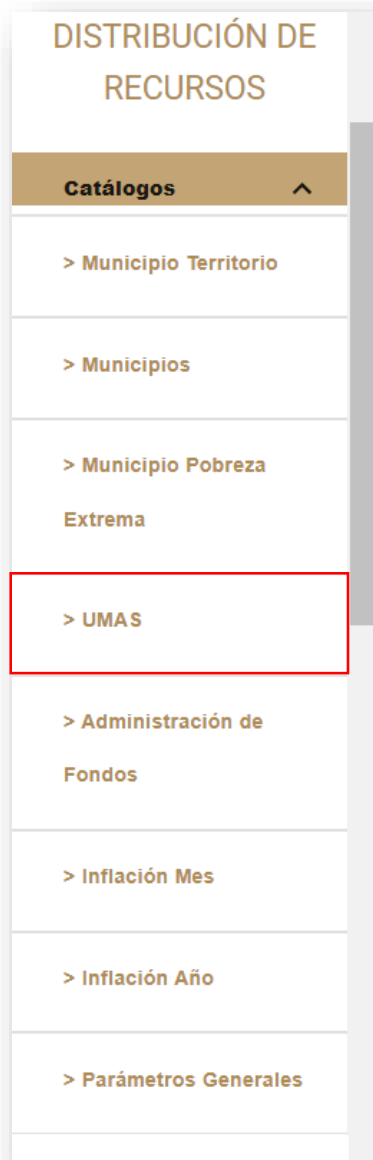 DISTRIBUCIÓN DE
RECURSOS
Catálogos
> Municipio Territorio
> Municipios
> Municipio Pobreza
Extrema
> UMAS
> Administración de
Fondos
> Inflación Mes
> Inflación Año
> Parámetros Generales